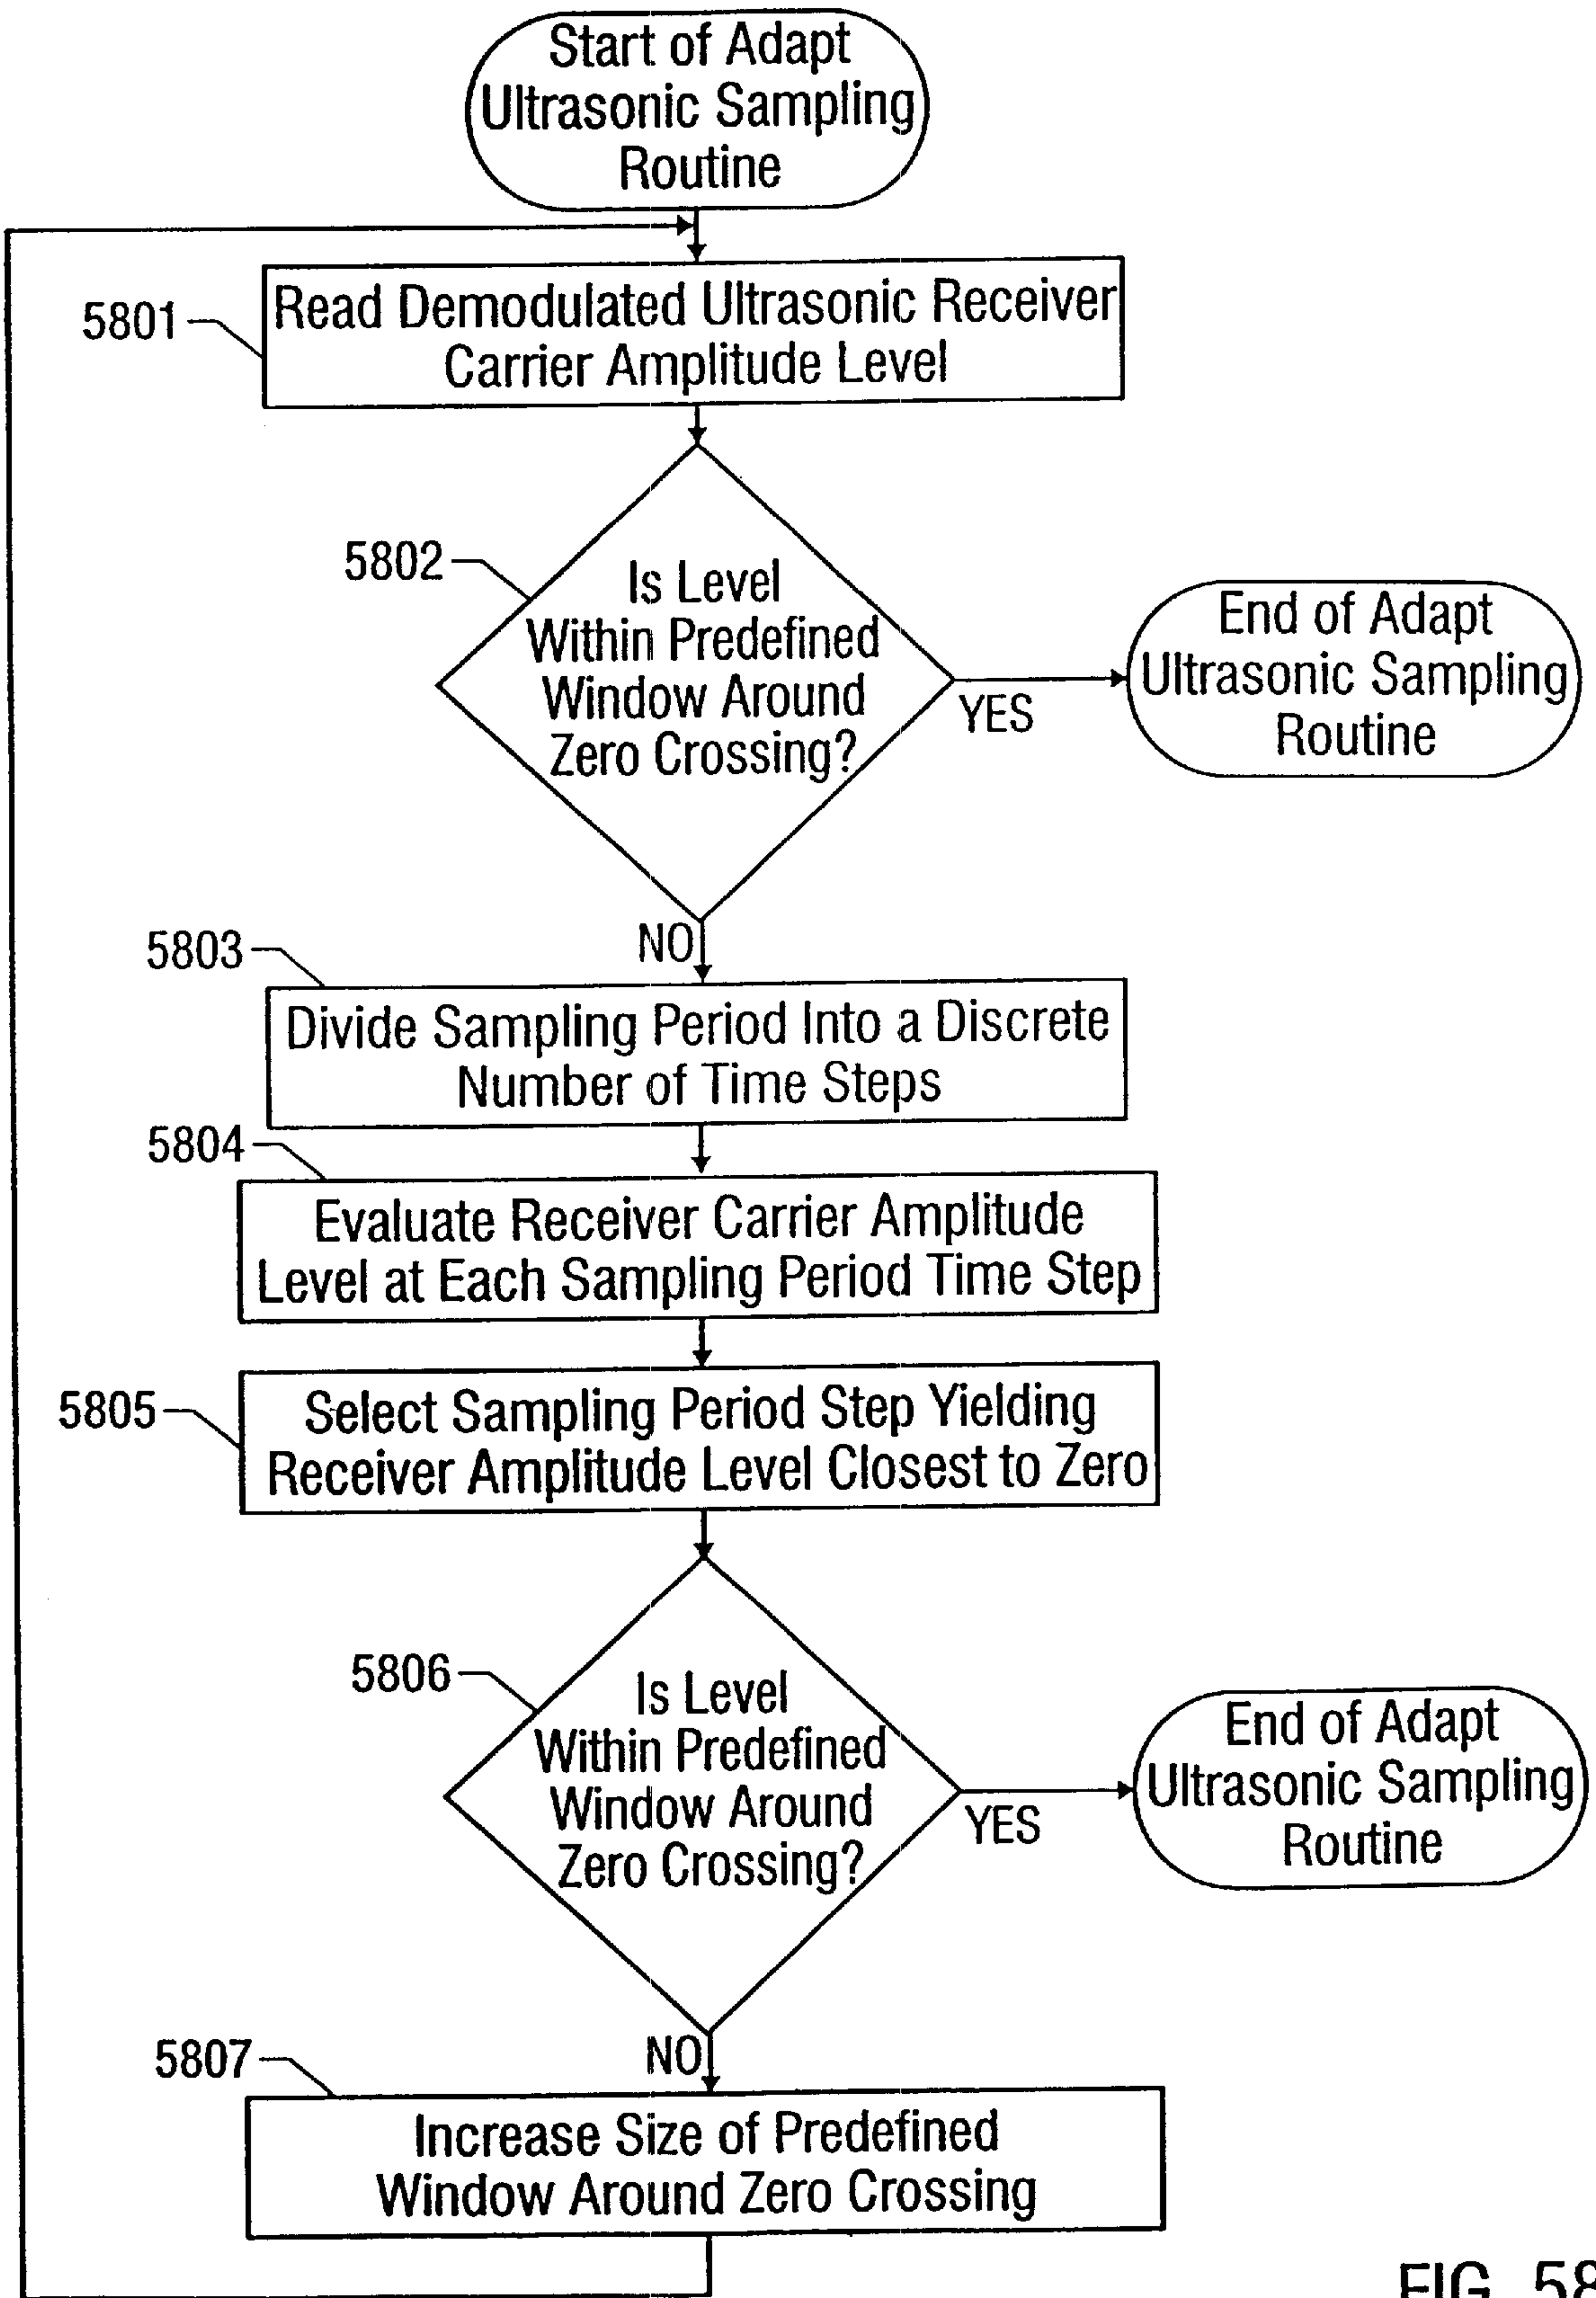 Start of Adapt
Ultrasonic Sampling
Routine
5801
Read Demodulated Ultrasonic Receiver
Carrier Amplitude Level
5802
Is Level
Within Predefined
Window Around
Zero Crossing?
YES
End of Adapt
Ultrasonic Sampling
Routine
NO
5803
Divide Sampling Period Into a Discrete
Number of Time Steps
5804
Evaluate Receiver Carrier Amplitude
Level at Each Sampling Period Time Step
5805
Select Sampling Period Step Yielding
Receiver Amplitude Level Closest to Zero
5806
Is Level
Within Predefined
Window Around
Zero Crossing?
YES
End of Adapt
Ultrasonic Sampling
Routine
NO
5807
Increase Size of Predefined
Window Around Zero Crossing
FIG. 58